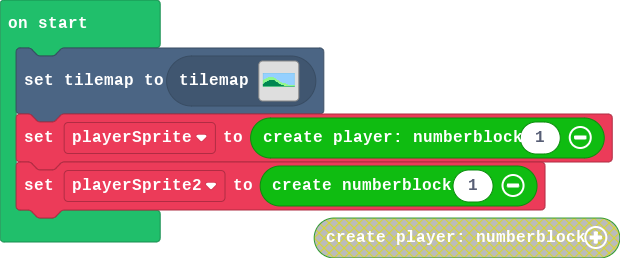 on start
set tilemap to tilemap
set playerSprite to create player: numberblock 1
set playerSprite2 to create numberblock 1
create player: numberblock